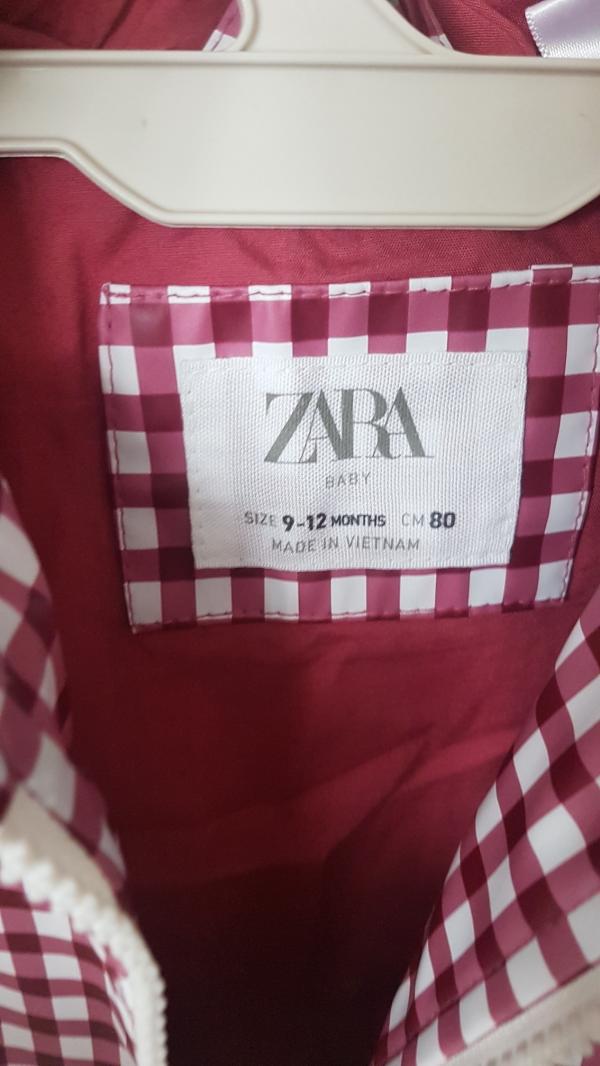 ZARA
BABY
SIZE 9-12 MONTHS CM 80
MADE IN VIETNAM